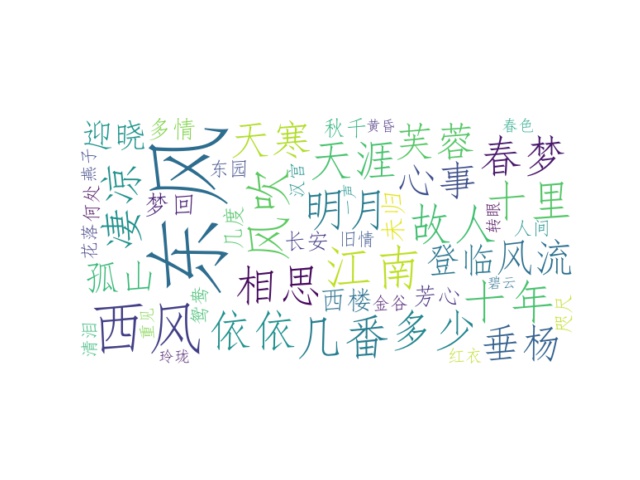 迎晓
多情
东风
天寒
秋千
黄昏
芙蓉
春色
春梦
燕子
何处
花落
凄凉
梦回
东园
风吹
汉宫
天涯
心事
十里
几度
明月
一声
未归
故人
转眼
人间
孤山
长安
旧情
江南
登临
风流
相思
西楼
金谷
芳心
碧云
十年
咫尺
西风
鸳鸯
重见
清泪
玲珑
依依
几番
多少
红衣
垂杨